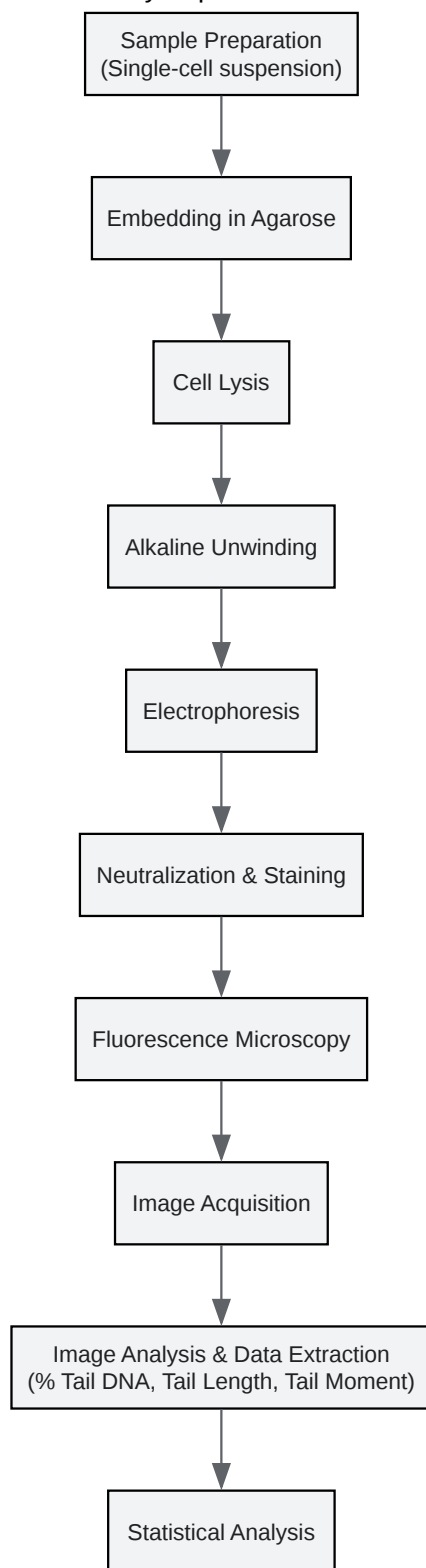 Sample Preparation
(Single-cell suspension)
Embedding in Agarose
Cell Lysis
Alkaline Unwinding
Electrophoresis
Neutralization & Staining
Fluorescence Microscopy
Image Acquisition
Image Analysis & Data Extraction
(% Tail DNA, Tail Length, Tail Moment)
Statistical Analysis